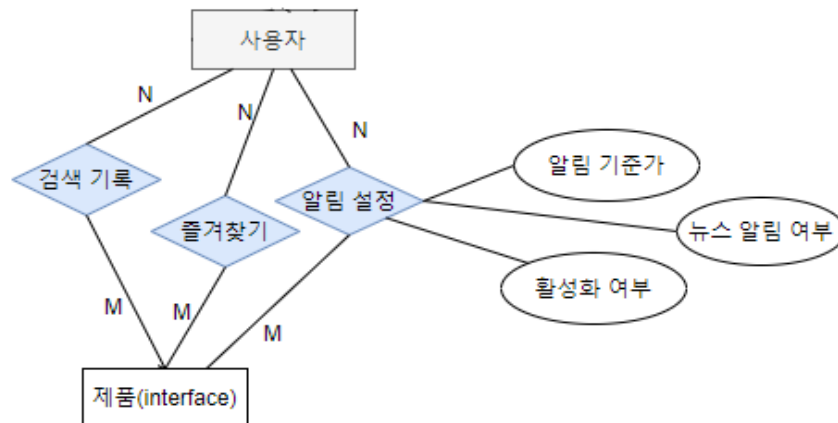 사용자
N
N
N
검색 기록
즐겨찾기
알림 설정
알림 기준가
뉴스 알림 여부
활성화 여부
M
M
M
제품(interface)